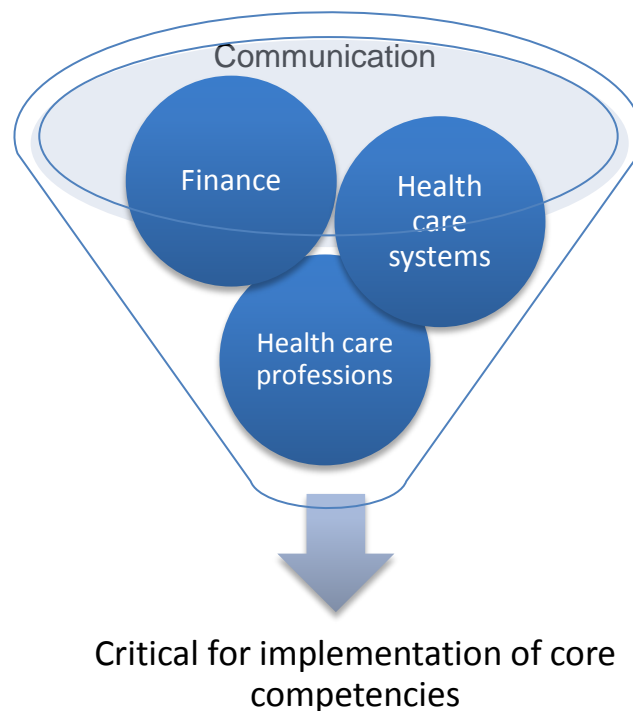 Communication
Finance
Health
care
systems
Health care
professions
Critical for implementation of core
competencies